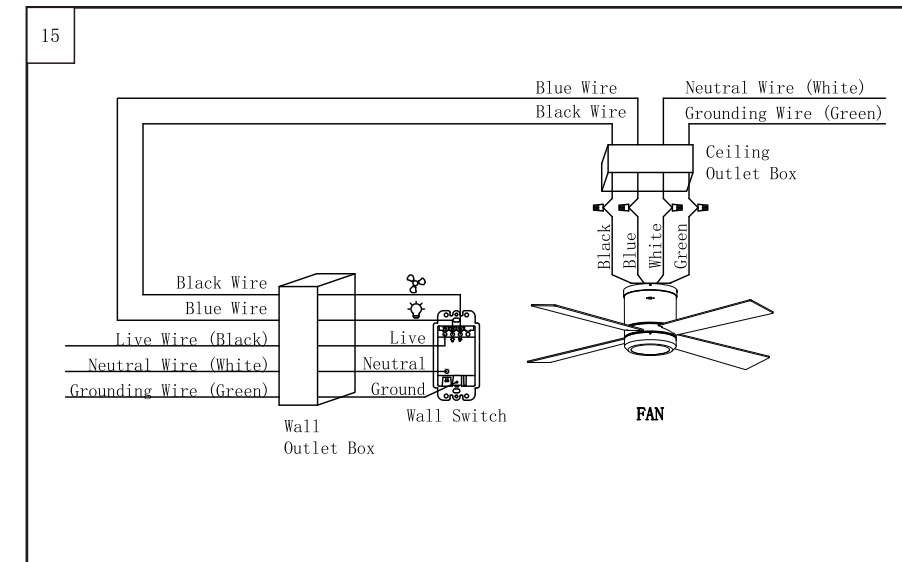 15
Blue Wire
Neutral Wire (White)
Black Wire
Grounding Wire (Green)
Ceiling
Outlet Box
Black
Blue
White
Green
Black Wire
Blue Wire
Live Wire (Black)
Live
Neutral Wire (White)
Neutral
Grounding Wire (Green)
Ground
Wall Switch
FAN
Wall
Outlet Box